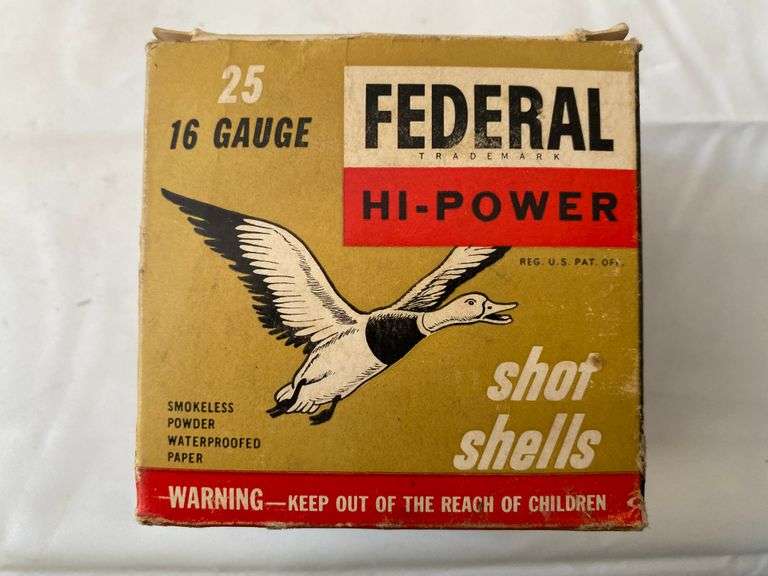 25
16 GAUGE
FEDERAL
TRADEMARK
HI-POWER
REG. U.S. PAT. OFF.
shot
shells
SMOKELESS
POWDER
WATERPROOFED
PAPER
WARNING—KEEP OUT OF THE REACH OF CHILDREN